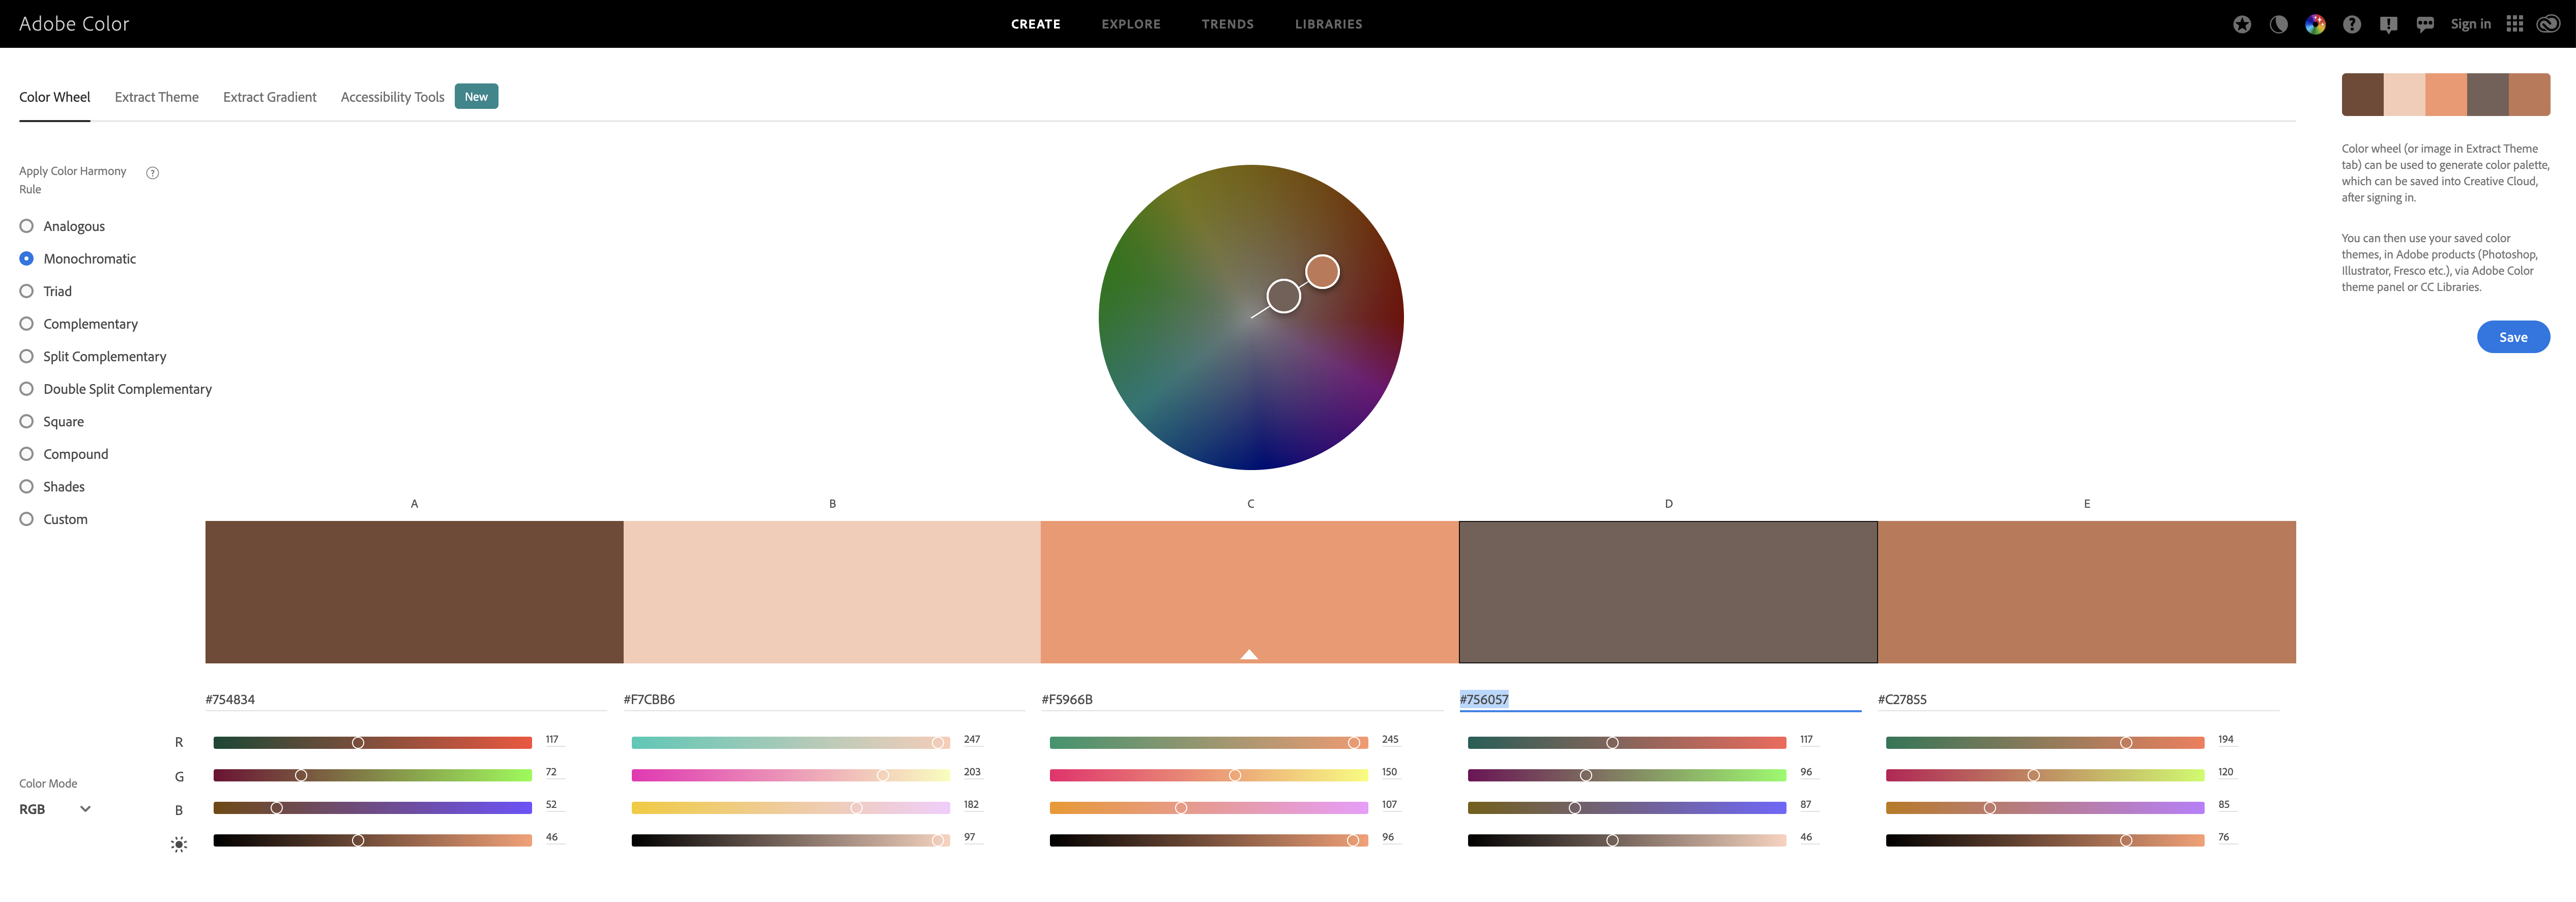 Adobe Color
CREATE EXPLORE TRENDS LIBRARIES
Sign in
Color Wheel Extract Theme Extract Gradient Accessibility Tools New
Color wheel (or image in Extract Theme
tab) can be used to generate color palette,
which can be saved into Creative Cloud,
after signing in.
You can then use your saved color
themes, in Adobe products (Photoshop,
Illustrator, Fresco etc.), via Adobe Color
theme panel or CC Libraries.
Save
Apply Color Harmony
Rule
Analogous
Monochromatic
Triad
Complementary
Split Complementary
Double Split Complementary
Square
Compound
Shades
Custom
A B C D E
#754834 #F7CBB6 #F5966B #756057 #C27855
R 117 247 245 117 194
G 72 203 150 96 120
B 52 182 107 87 85
46 97 96 46 76
Color Mode
RGB